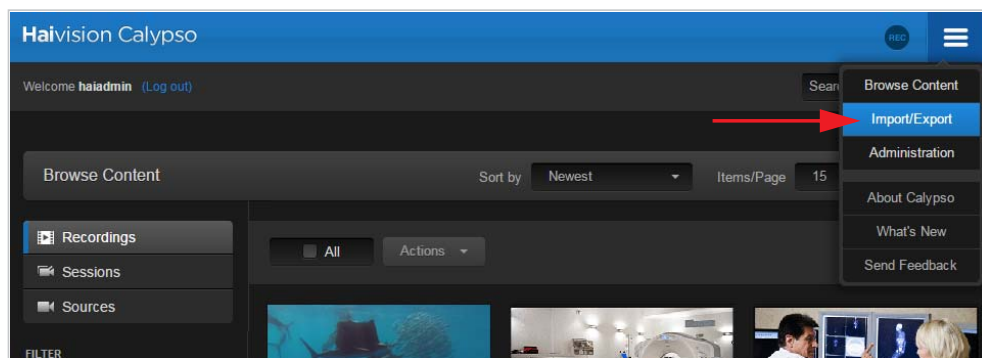 Haivision Calypso
REC
Welcome haiadmin (Log out)
Sear
Browse Content
Import/Export
Administration
About Calypso
What's New
Send Feedback
Browse Content
Sort by Newest
Items/Page 15
Recordings
Sessions
Sources
All
Actions
FILTER